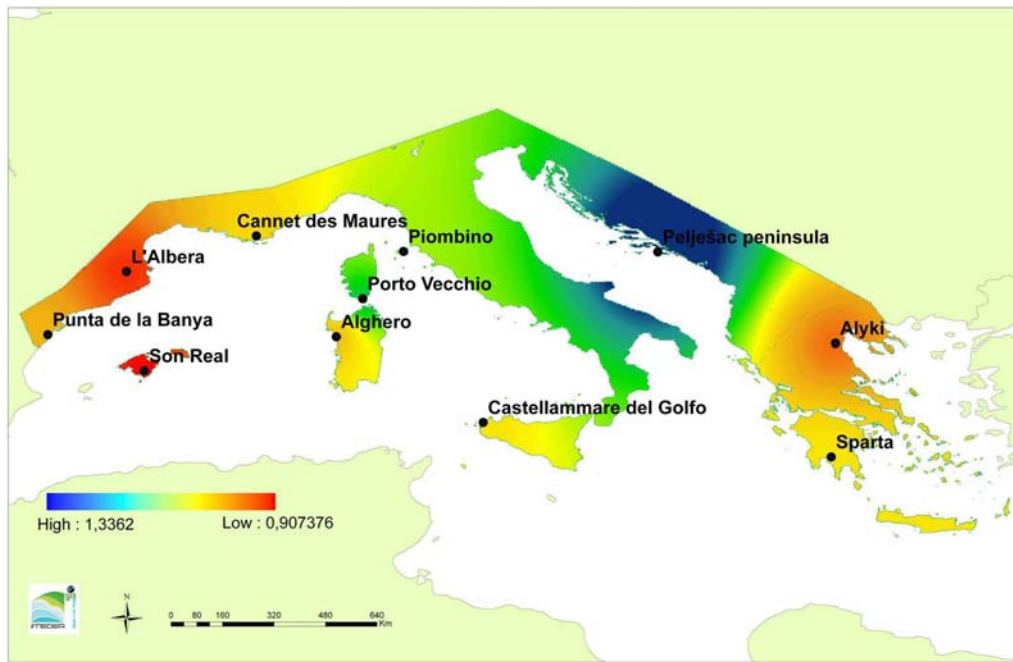 Cannet des Maures
Piombino
Pelješac peninsula
L'Albera
Porto Vecchio
Punta de la Banya
Alghero
Alyki
Son Real
Castellammare del Golfo
Sparta
High : 1,3362
Low : 0,907376
N
0 80 160 320 480 640
Km
IMEDEA